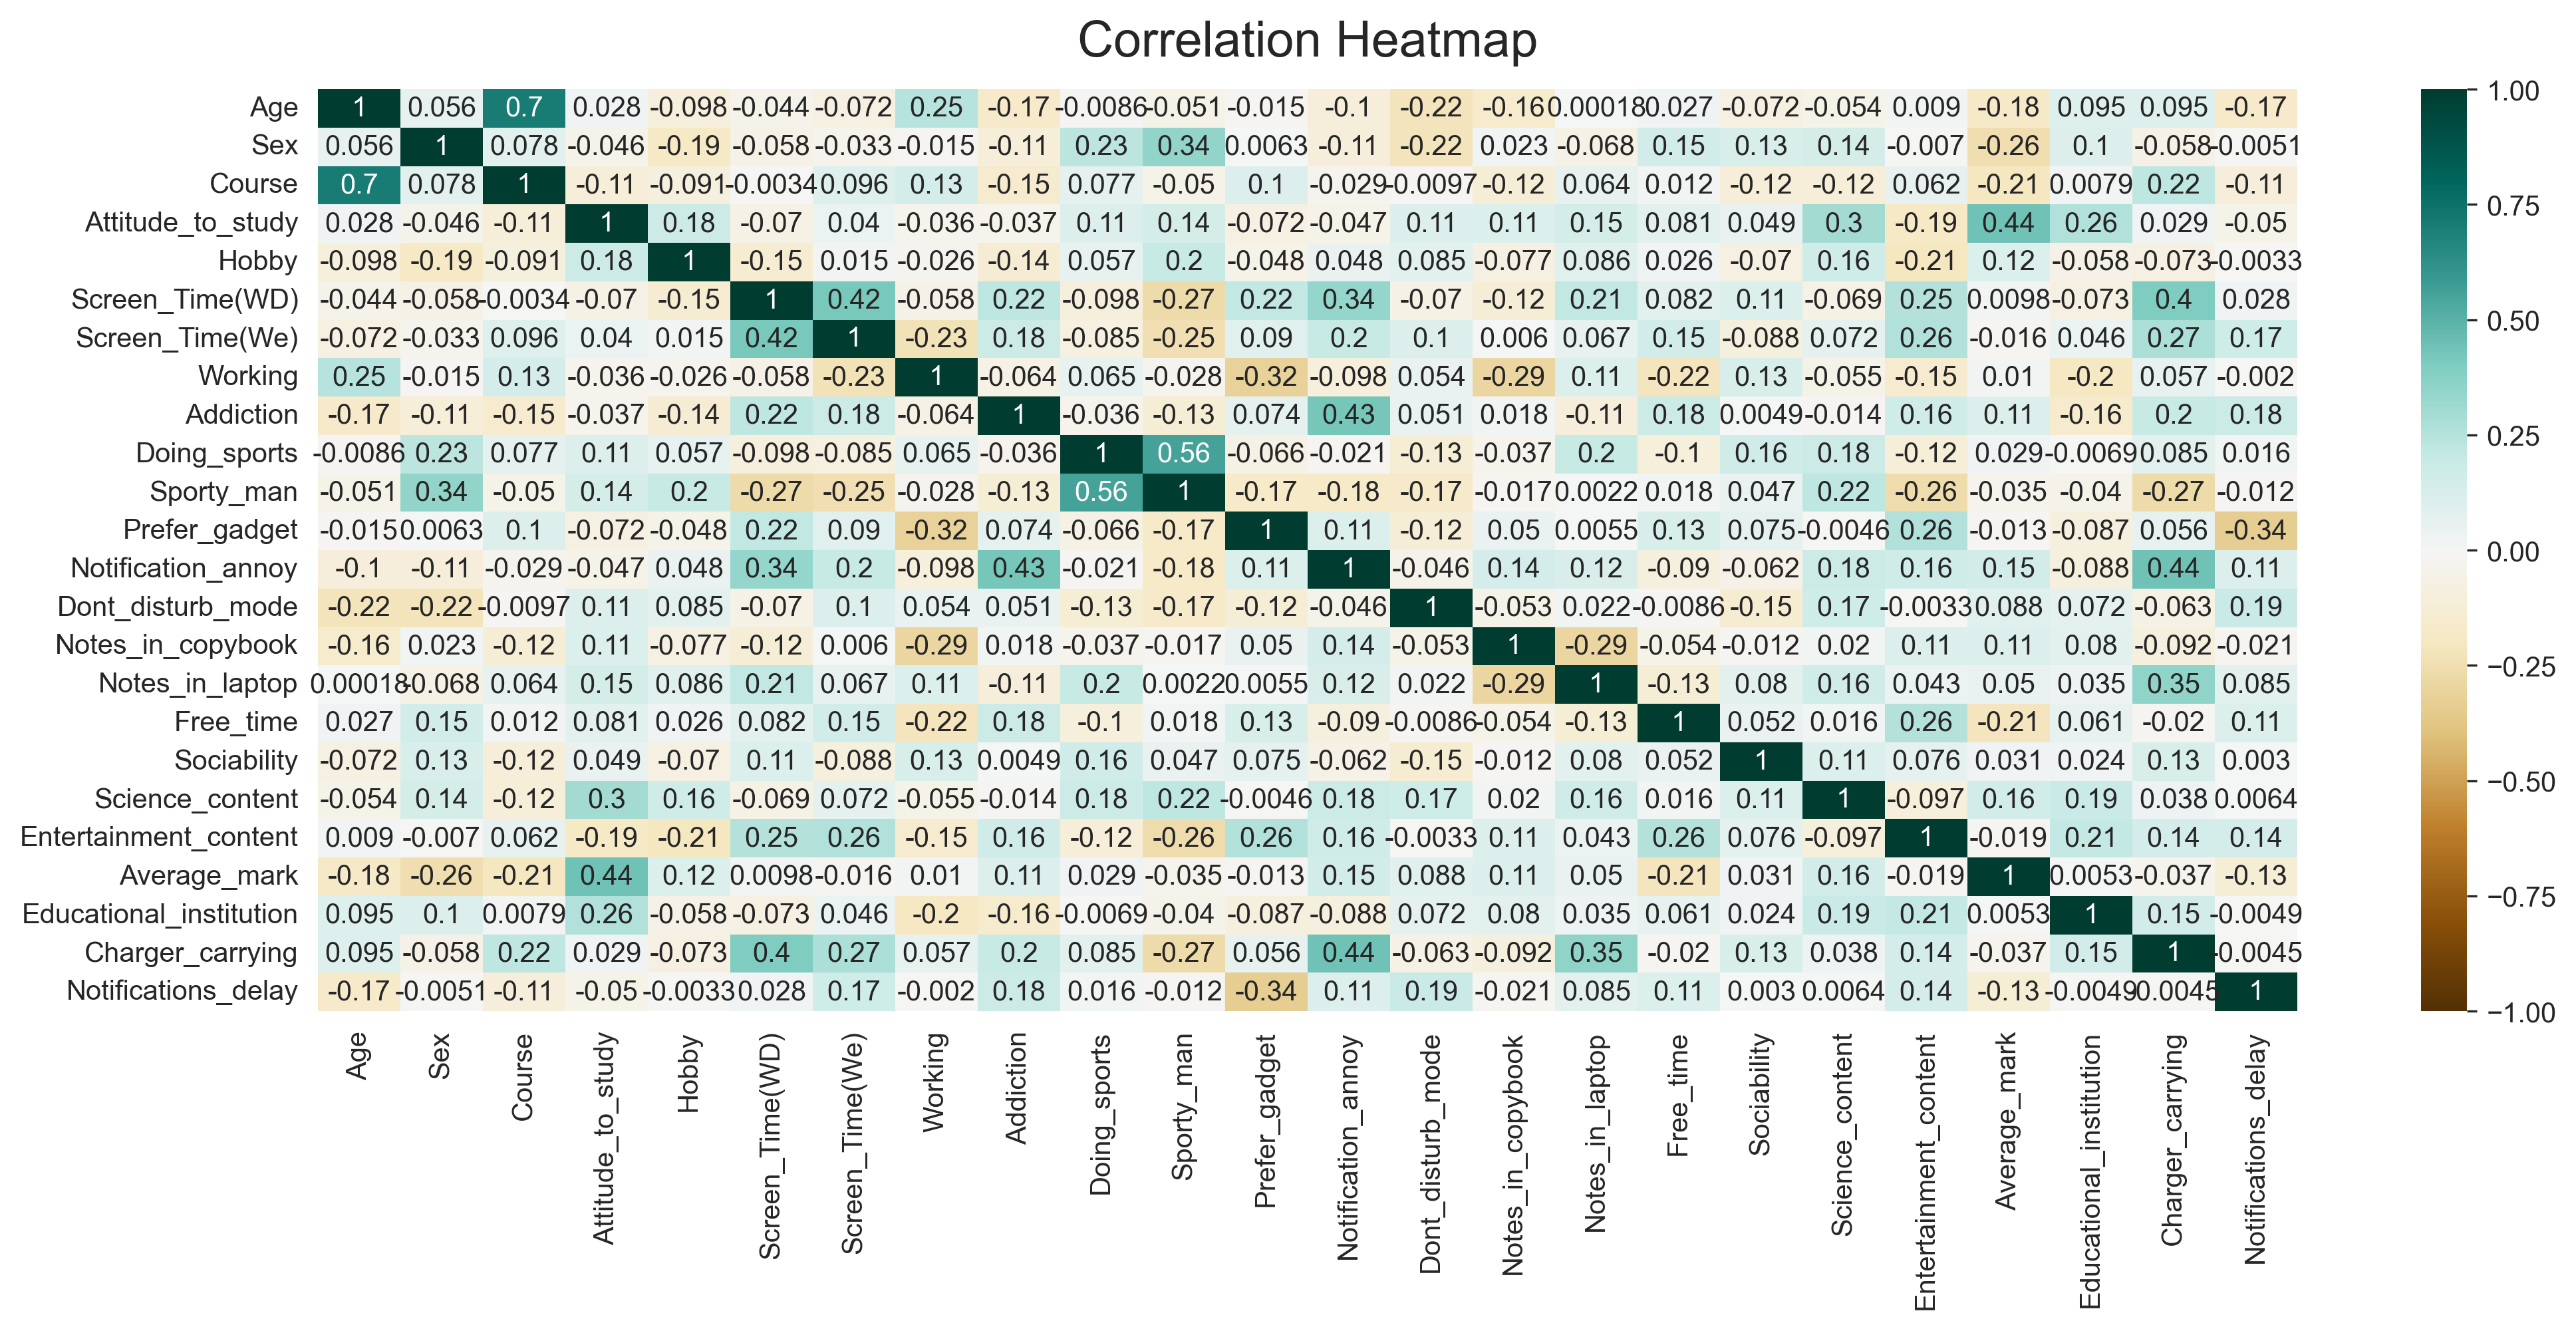 Correlation Heatmap
Age 1 0.056 0.7 0.028 -0.098 -0.044 -0.072 0.25 -0.17 -0.0086 -0.051 -0.015 -0.1 -0.22 -0.16 0.00018 0.027 -0.072 -0.054 0.009 -0.18 0.095 0.095 -0.17
Sex 0.056 1 0.078 -0.046 -0.19 -0.058 -0.033 -0.015 -0.11 0.23 0.34 0.0063 -0.11 -0.22 0.023 -0.068 0.15 0.13 0.14 -0.007 -0.26 0.1 -0.058 -0.0051
Course 0.7 0.078 1 -0.11 -0.091 -0.0034 0.096 0.13 -0.15 0.077 -0.05 0.1 -0.029 -0.0097 -0.12 0.064 0.012 -0.12 -0.12 0.062 -0.21 0.0079 0.22 -0.11
Attitude_to_study 0.028 -0.046 -0.11 1 0.18 -0.07 0.04 -0.036 -0.037 0.11 0.14 -0.072 -0.047 0.11 0.11 0.15 0.081 0.049 0.3 -0.19 0.44 0.26 0.029 -0.05
Hobby -0.098 -0.19 -0.091 0.18 1 -0.15 0.015 -0.026 -0.14 0.057 0.2 -0.048 0.048 0.085 -0.077 0.086 0.026 -0.07 0.16 -0.21 0.12 -0.058 -0.073 -0.0033
Screen_Time(WD) -0.044 -0.058 -0.0034 -0.07 -0.15 1 0.42 -0.058 0.22 -0.098 -0.27 0.22 0.34 -0.07 -0.12 0.21 0.082 0.11 -0.069 0.25 0.0098 -0.073 0.4 0.028
Screen_Time(We) -0.072 -0.033 0.096 0.04 0.015 0.42 1 -0.23 0.18 -0.085 -0.25 0.09 0.2 0.1 0.006 0.067 0.15 -0.088 0.072 0.26 -0.016 0.046 0.27 0.17
Working 0.25 -0.015 0.13 -0.036 -0.026 -0.058 -0.23 1 -0.064 0.065 -0.028 -0.32 -0.098 0.054 -0.29 0.11 -0.22 0.13 -0.055 -0.15 0.01 -0.2 0.057 -0.002
Addiction -0.17 -0.11 -0.15 -0.037 -0.14 0.22 0.18 -0.064 1 -0.036 -0.13 0.074 0.43 0.051 0.018 -0.11 0.18 0.0049 -0.014 0.16 0.11 -0.16 0.2 0.18
Doing_sports -0.0086 0.23 0.077 0.11 0.057 -0.098 -0.085 0.065 -0.036 1 0.56 -0.066 -0.021 -0.13 -0.037 0.2 -0.1 0.16 0.18 -0.12 0.029 -0.0069 0.085 0.016
Sporty_man -0.051 0.34 -0.05 0.14 0.2 -0.27 -0.25 -0.028 -0.13 0.56 1 -0.17 -0.18 -0.17 -0.017 0.0022 0.018 0.047 0.22 -0.26 -0.035 -0.04 -0.27 -0.012
Prefer_gadget -0.015 0.0063 0.1 -0.072 -0.048 0.22 0.09 -0.32 0.074 -0.066 -0.17 1 0.11 -0.12 0.05 0.0055 0.13 0.075 -0.0046 0.26 -0.013 -0.087 0.056 -0.34
Notification_annoy -0.1 -0.11 -0.029 -0.047 0.048 0.34 0.2 -0.098 0.43 -0.021 -0.18 0.11 1 -0.046 0.14 0.12 -0.09 -0.062 0.18 0.16 0.15 -0.088 0.44 0.11
Dont_disturb_mode -0.22 -0.22 -0.0097 0.11 0.085 -0.07 0.1 0.054 0.051 -0.13 -0.17 -0.12 -0.046 1 -0.053 0.022 -0.0086 -0.15 0.17 -0.0033 0.088 0.072 -0.063 0.19
Notes_in_copybook -0.16 0.023 -0.12 0.11 -0.077 -0.12 0.006 -0.29 0.018 -0.037 -0.017 0.05 0.14 -0.053 1 -0.29 -0.054 -0.012 0.02 0.11 0.11 0.08 -0.092 -0.021
Notes_in_laptop 0.00018 -0.068 0.064 0.15 0.086 0.21 0.067 0.11 -0.11 0.2 0.0022 0.0055 0.12 0.022 -0.29 1 -0.13 0.08 0.16 0.043 0.05 0.035 0.35 0.085
Free_time 0.027 0.15 0.012 0.081 0.026 0.082 0.15 -0.22 0.18 -0.1 0.018 0.13 -0.09 -0.0086 -0.054 -0.13 1 0.052 0.016 0.26 -0.21 0.061 -0.02 0.11
Sociability -0.072 0.13 -0.12 0.049 -0.07 0.11 -0.088 0.13 0.0049 0.16 0.047 0.075 -0.062 -0.15 -0.012 0.08 0.052 1 0.11 0.076 0.031 0.024 0.13 0.003
Science_content -0.054 0.14 -0.12 0.3 0.16 -0.069 0.072 -0.055 -0.014 0.18 0.22 -0.0046 0.18 0.17 0.02 0.16 0.016 0.11 1 -0.097 0.16 0.19 0.038 0.0064
Entertainment_content 0.009 -0.007 0.062 -0.19 -0.21 0.25 0.26 -0.15 0.16 -0.12 -0.26 0.26 0.16 -0.0033 0.11 0.043 0.26 0.076 -0.097 1 -0.019 0.21 0.14 0.14
Average_mark -0.18 -0.26 -0.21 0.44 0.12 0.0098 -0.016 0.01 0.11 0.029 -0.035 -0.013 0.15 0.088 0.11 0.05 -0.21 0.031 0.16 -0.019 1 0.0053 -0.037 -0.13
Educational_institution 0.095 0.1 0.0079 0.26 -0.058 -0.073 0.046 -0.2 -0.16 -0.0069 -0.04 -0.087 -0.088 0.072 0.08 0.035 0.061 0.024 0.19 0.21 0.0053 1 0.15 -0.0049
Charger_carrying 0.095 -0.058 0.22 0.029 -0.073 0.4 0.27 0.057 0.2 0.085 -0.27 0.056 0.44 -0.063 -0.092 0.35 -0.02 0.13 0.038 0.14 -0.037 0.15 1 -0.0045
Notifications_delay -0.17 -0.0051 -0.11 -0.05 -0.0033 0.028 0.17 -0.002 0.18 0.016 -0.012 -0.34 0.11 0.19 -0.021 0.085 0.11 0.003 0.0064 0.14 -0.13 -0.0049 -0.0045 1
Age
Sex
Course
Attitude_to_study
Hobby
Screen_Time(WD)
Screen_Time(We)
Working
Addiction
Doing_sports
Sporty_man
Prefer_gadget
Notification_annoy
Dont_disturb_mode
Notes_in_copybook
Notes_in_laptop
Free_time
Sociability
Science_content
Entertainment_content
Average_mark
Educational_institution
Charger_carrying
Notifications_delay
1.00
0.75
0.50
0.25
0.00
−0.25
−0.50
−0.75
−1.00